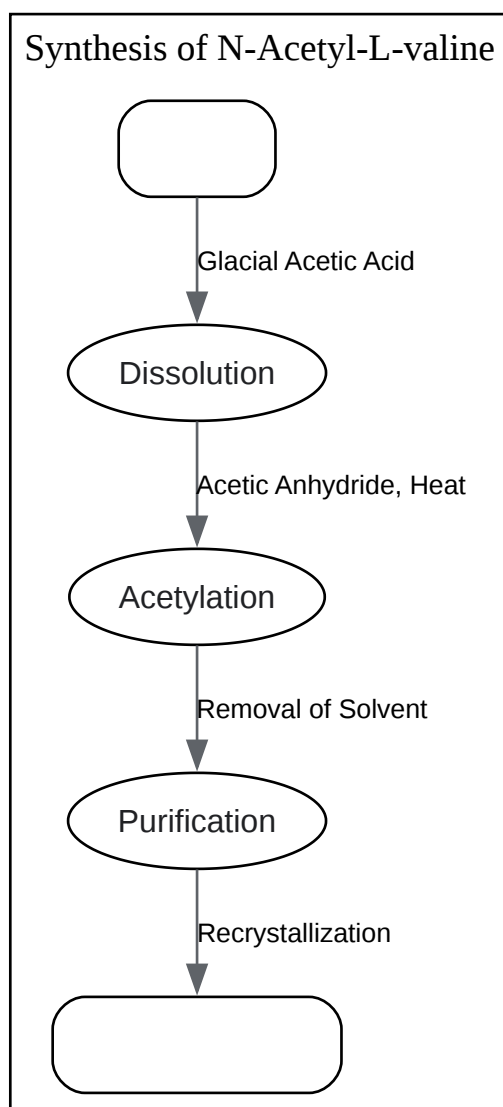 Synthesis of N-Acetyl-L-valine
Glacial Acetic Acid
Dissolution
Acetic Anhydride, Heat
Acetylation
Removal of Solvent
Purification
Recrystallization